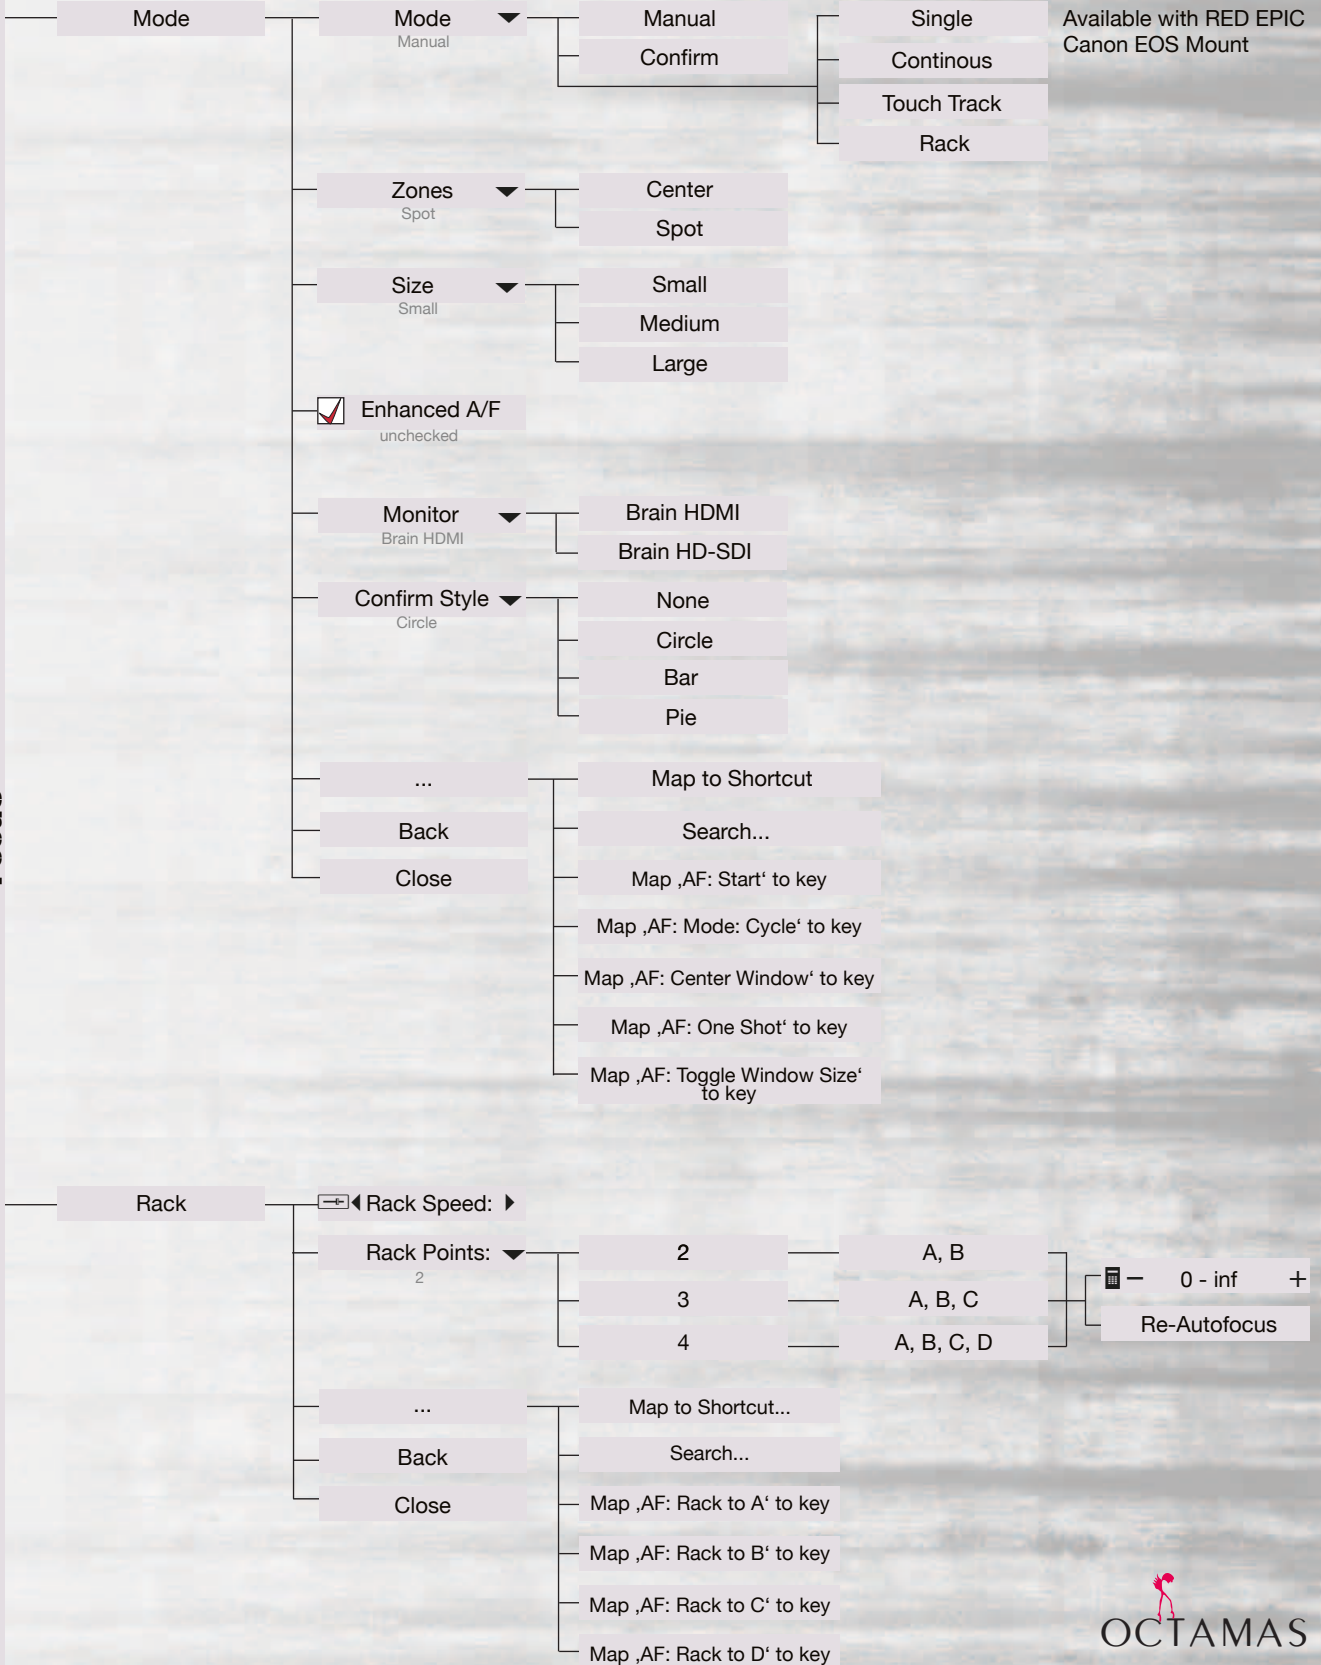 Mode
Mode
Manual
Manual
Confirm
Single
Continous
Touch Track
Rack
Available with RED EPIC
Canon EOS Mount
Zones
Spot
Center
Spot
Size
Small
Small
Medium
Large
Enhanced A/F
unchecked
Monitor
Brain HDMI
Brain HDMI
Brain HD-SDI
Confirm Style
Circle
None
Circle
Bar
Pie
...
Back
Close
Map to Shortcut
Search...
Map ‚AF: Start‘ to key
Map ‚AF: Mode: Cycle‘ to key
Map ‚AF: Center Window‘ to key
Map ‚AF: One Shot‘ to key
Map ‚AF: Toggle Window Size‘
to key
Rack
Rack Speed:
Rack Points:
2
2
3
4
A, B
A, B, C
A, B, C, D
− 0 - inf +
Re-Autofocus
...
Back
Close
Map to Shortcut...
Search...
Map ‚AF: Rack to A‘ to key
Map ‚AF: Rack to B‘ to key
Map ‚AF: Rack to C‘ to key
Map ‚AF: Rack to D‘ to key
OCTAMAS